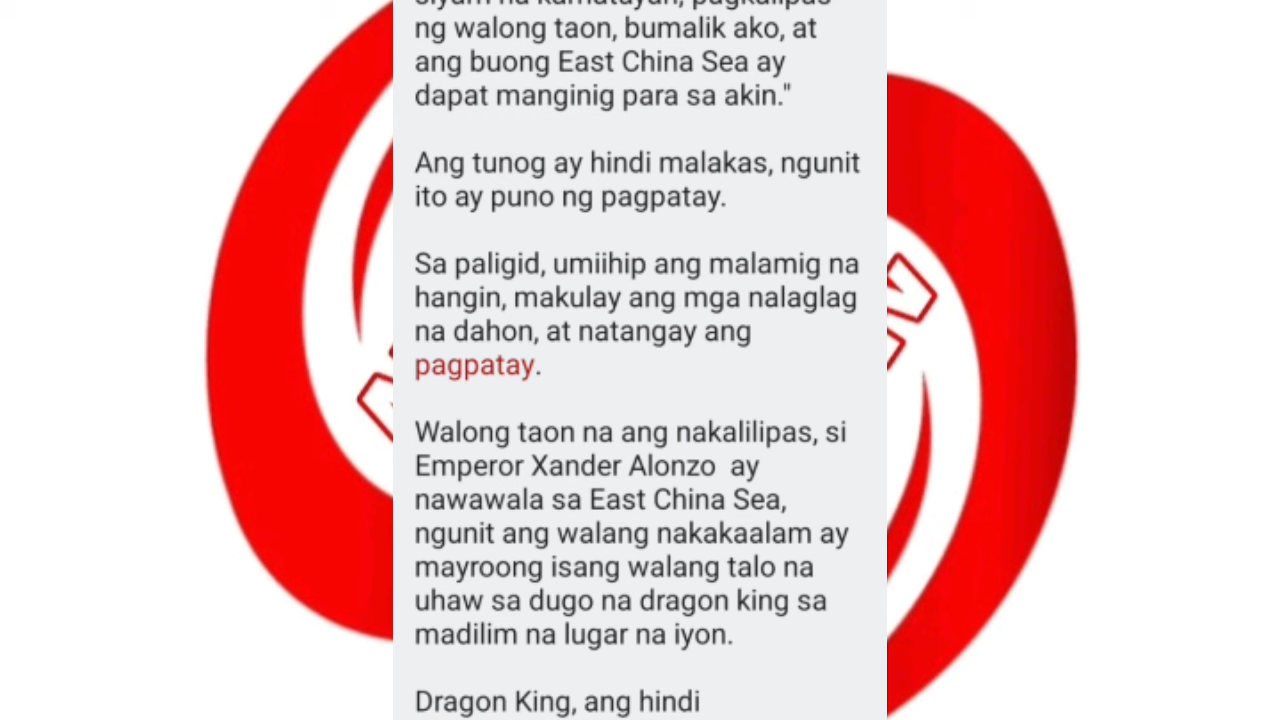 ng walong taon, bumalik ako, at
ang buong East China Sea ay
dapat manginig para sa akin."
Ang tunog ay hindi malakas, ngunit
ito ay puno ng pagpatay.
Sa paligid, umiihip ang malamig na
hangin, makulay ang mga nalaglag
na dahon, at natangay ang
pagpatay.
Walong taon na ang nakalilipas, si
Emperor Xander Alonzo ay
nawawala sa East China Sea,
ngunit ang walang nakakaalam ay
mayroong isang walang talo na
uhaw sa dugo na dragon king sa
madilim na lugar na iyon.
Dragon King, ang hindi